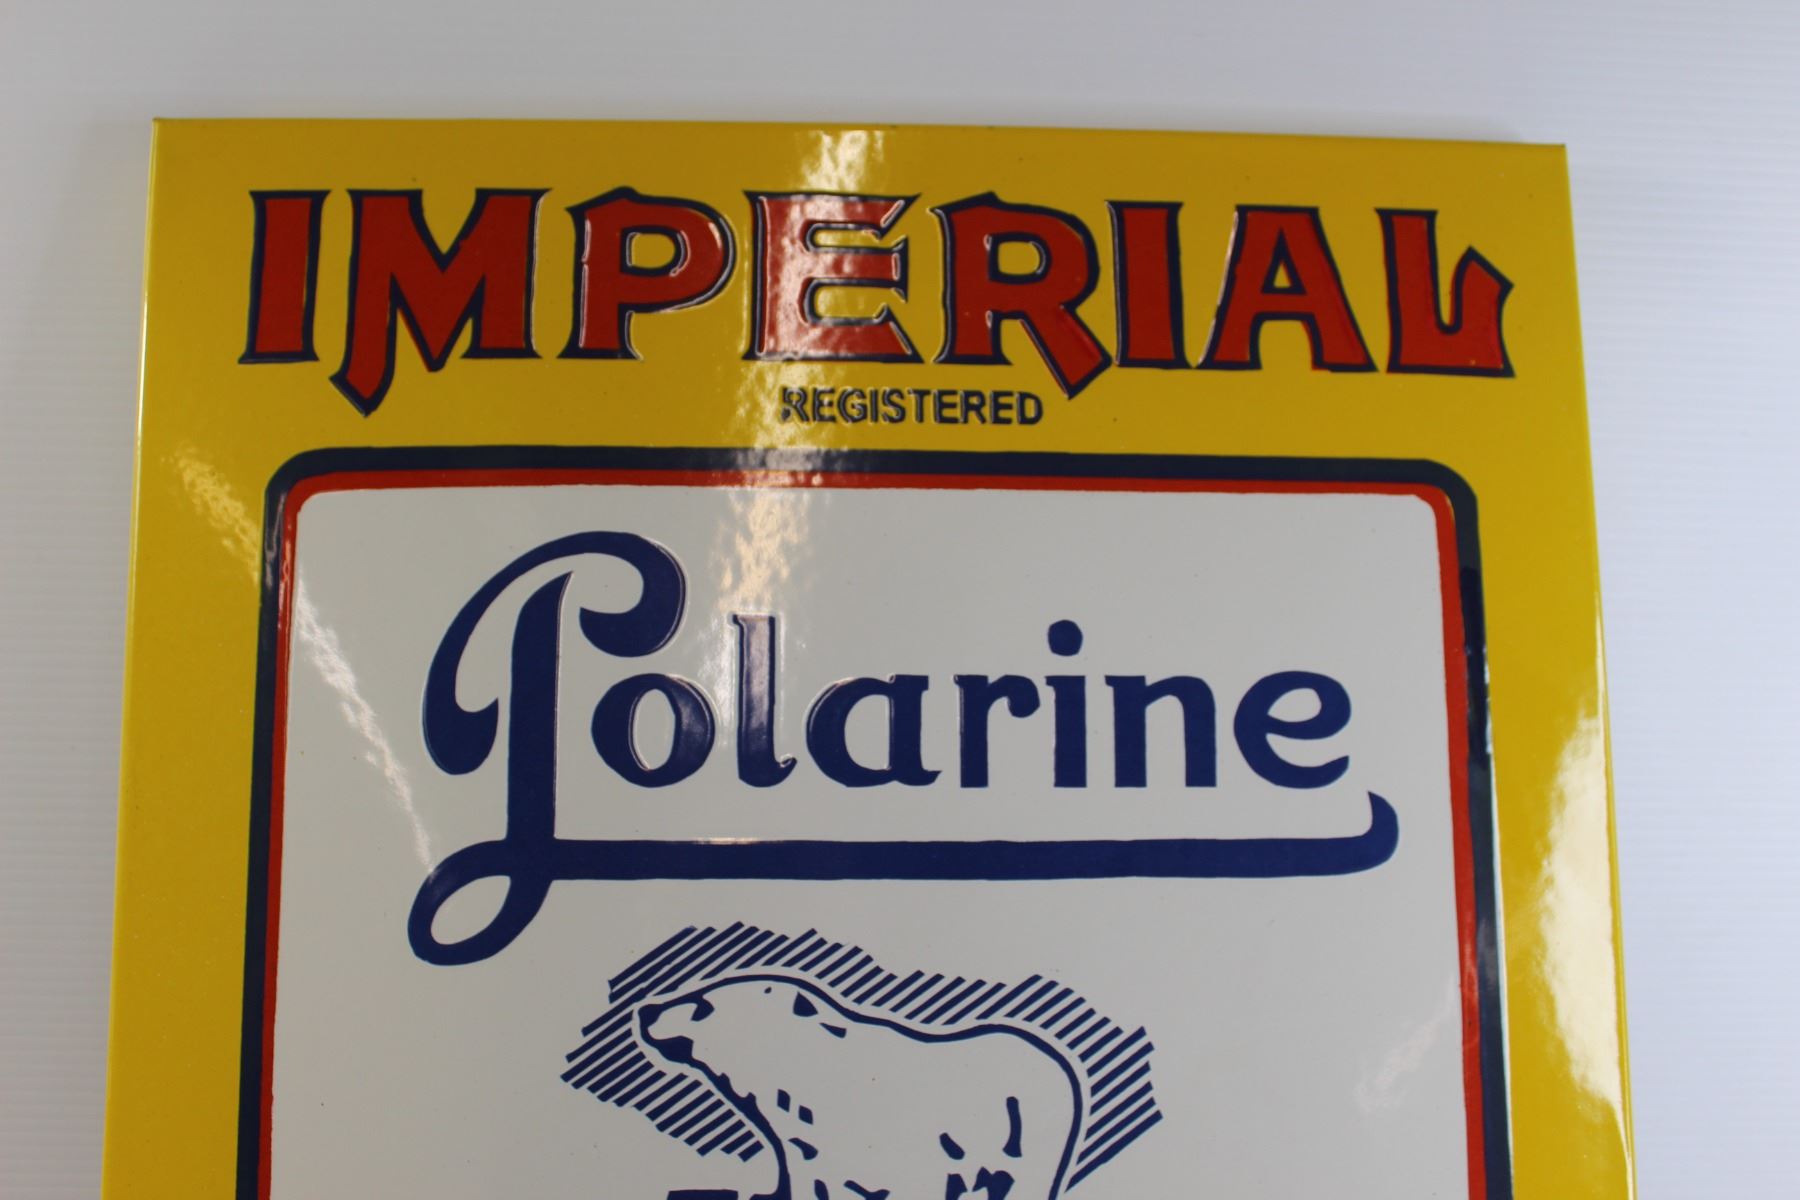 IMPERIAL
REGISTERED
Polarine